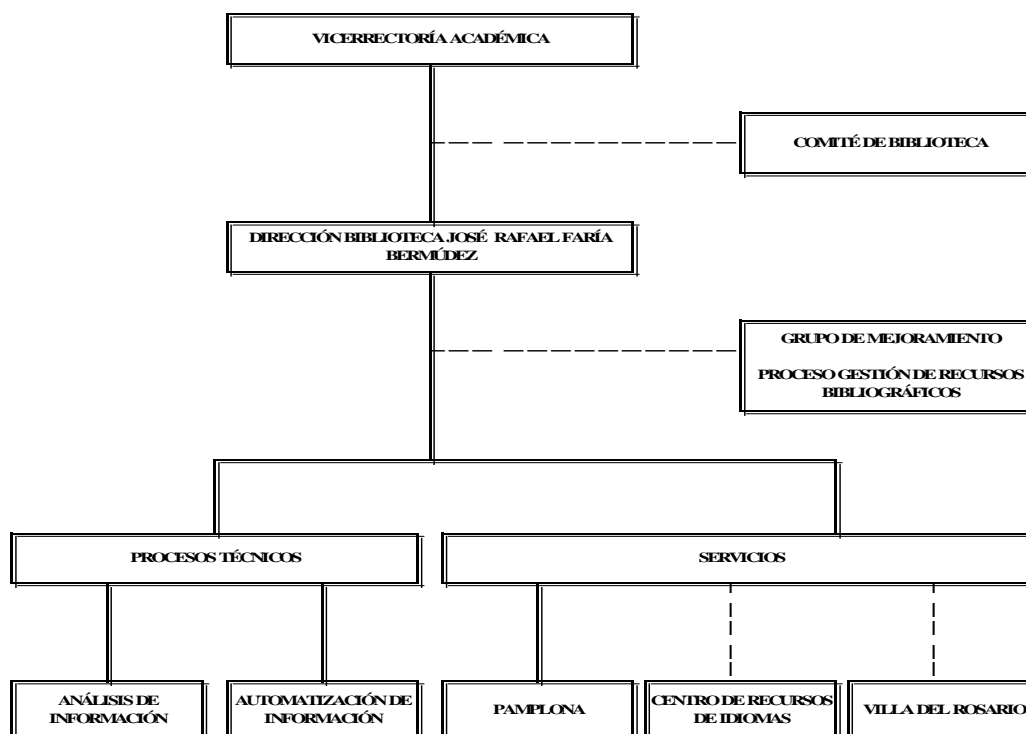 VICERRECTORÍA ACADÉMICA
COMITÉ DE BIBLIOTECA
DIRECCIÓN BIBLIOTECA JOSÉ RAFAEL FARÍA
BERMÚDEZ
GRUPO DE MEJORAMIENTO
PROCESO GESTIÓN DE RECURSOS
BIBLIOGRÁFICOS
PROCESOS TÉCNICOS
SERVICIOS
ANÁLISIS DE
INFORMACIÓN
AUTOMATIZACIÓN DE
INFORMACIÓN
PAMPLONA
CENTRO DE RECURSOS
DE IDIOMAS
VILLA DEL ROSARIO